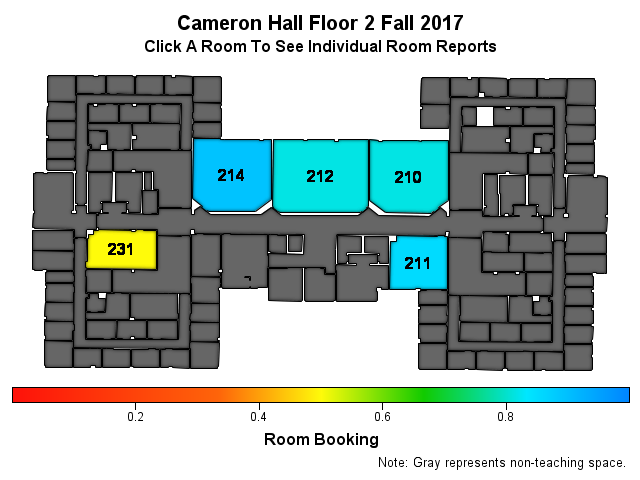 Cameron Hall Floor 2 Fall 2017
Click A Room To See Individual Room Reports
214
212
210
231
211
0.2
0.4
0.6
0.8
Room Booking
Note: Gray represents non-teaching space.